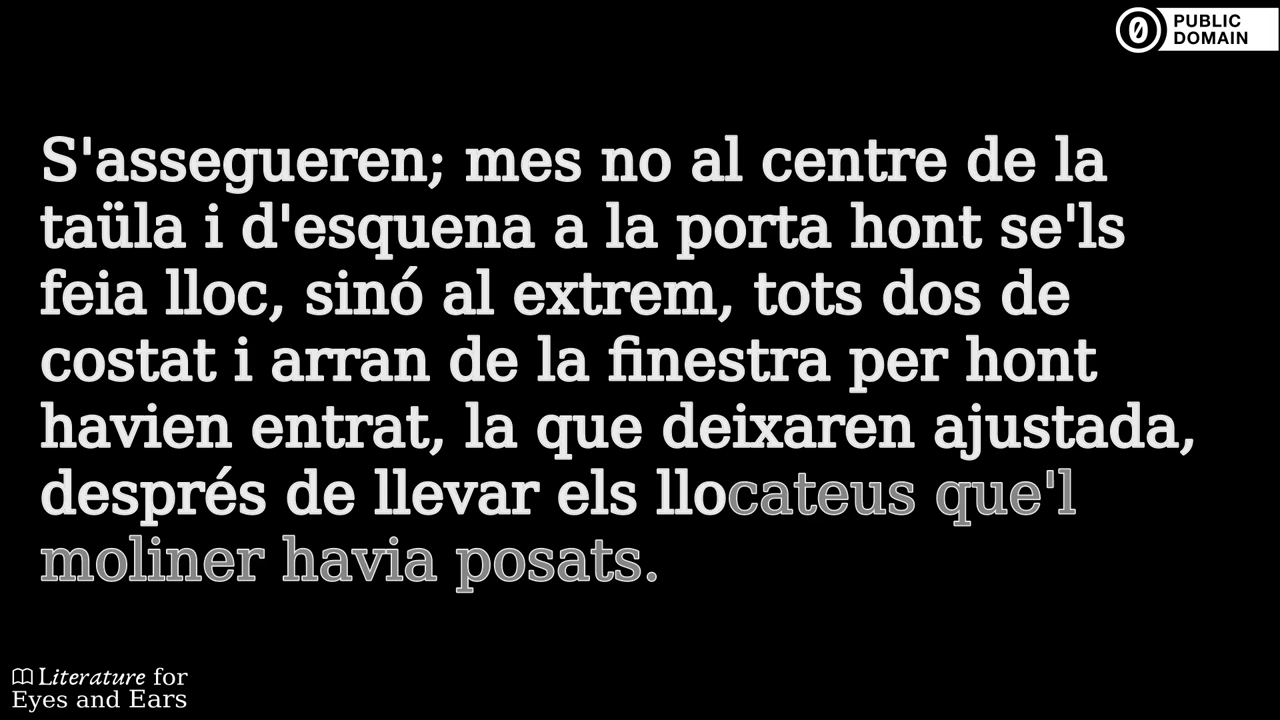 PUBLIC
DOMAIN
S'assegueren; mes no al centre de la
taüla i d'esquena a la porta hont se'ls
feia lloc, sinó al extrem, tots dos de
costat i arran de la finestra per hont
havien entrat, la que deixaren ajustada,
després de llevar els llocateus que'l
moliner havia posats.
Literature for
Eyes and Ears